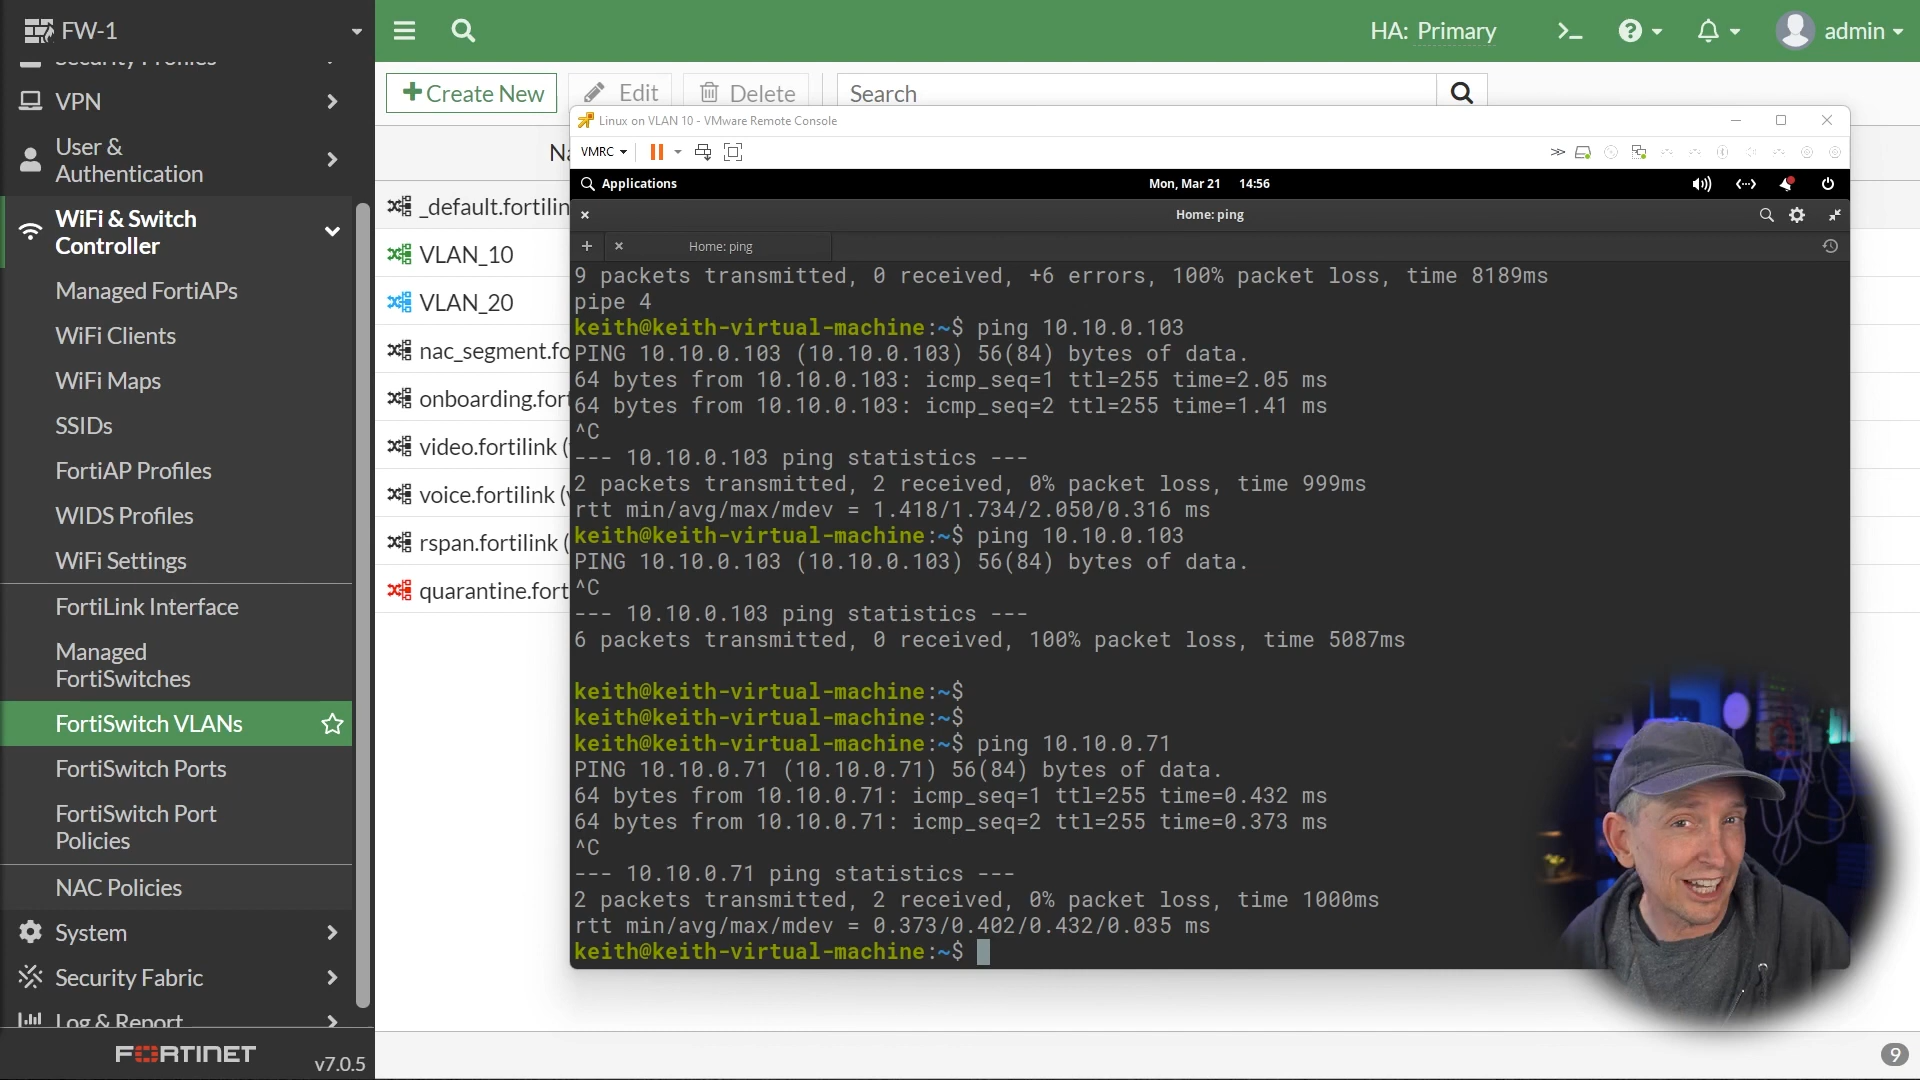 FW-1
HA: Primary
admin
Security Profiles
VPN
User &
Authentication
WiFi & Switch
Controller
Managed FortiAPs
WiFi Clients
WiFi Maps
SSIDs
FortiAP Profiles
WIDS Profiles
WiFi Settings
FortiLink Interface
Managed
FortiSwitches
FortiSwitch VLANs
FortiSwitch Ports
FortiSwitch Port
Policies
NAC Policies
System
Security Fabric
Log & Report
FORTINET
v7.0.5
Create New
Edit
Delete
Search
Na
_default.fortilin
VLAN_10
VLAN_20
nac_segment.fo
onboarding.fort
video.fortilink (
voice.fortilink (v
rspan.fortilink (
quarantine.fort
9
Linux on VLAN 10 - VMware Remote Console
VMRC
Applications
Mon, Mar 21 14:56
Home: ping
Home: ping
9 packets transmitted, 0 received, +6 errors, 100% packet loss, time 8189ms
pipe 4
keith@keith-virtual-machine:~$ ping 10.10.0.103
PING 10.10.0.103 (10.10.0.103) 56(84) bytes of data.
64 bytes from 10.10.0.103: icmp_seq=1 ttl=255 time=2.05 ms
64 bytes from 10.10.0.103: icmp_seq=2 ttl=255 time=1.41 ms
^C
--- 10.10.0.103 ping statistics ---
2 packets transmitted, 2 received, 0% packet loss, time 999ms
rtt min/avg/max/mdev = 1.418/1.734/2.050/0.316 ms
keith@keith-virtual-machine:~$ ping 10.10.0.103
PING 10.10.0.103 (10.10.0.103) 56(84) bytes of data.
^C
--- 10.10.0.103 ping statistics ---
6 packets transmitted, 0 received, 100% packet loss, time 5087ms
keith@keith-virtual-machine:~$
keith@keith-virtual-machine:~$
keith@keith-virtual-machine:~$ ping 10.10.0.71
PING 10.10.0.71 (10.10.0.71) 56(84) bytes of data.
64 bytes from 10.10.0.71: icmp_seq=1 ttl=255 time=0.432 ms
64 bytes from 10.10.0.71: icmp_seq=2 ttl=255 time=0.373 ms
^C
--- 10.10.0.71 ping statistics ---
2 packets transmitted, 2 received, 0% packet loss, time 1000ms
rtt min/avg/max/mdev = 0.373/0.402/0.432/0.035 ms
keith@keith-virtual-machine:~$